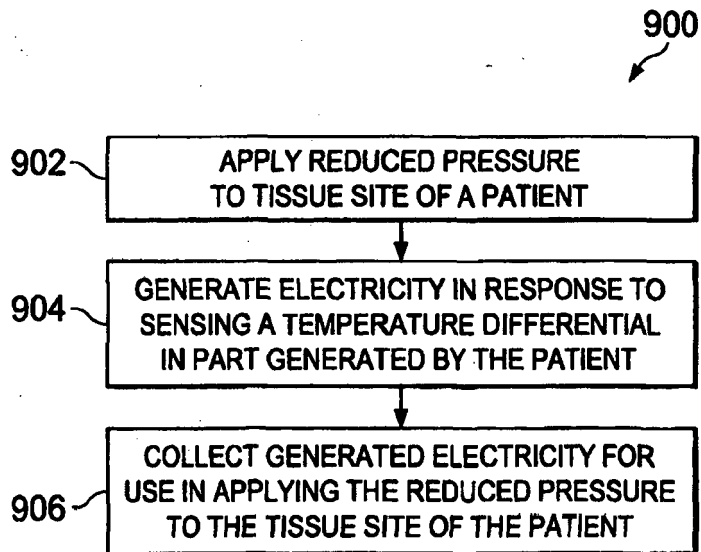 900
902
APPLY REDUCED PRESSURE
TO TISSUE SITE OF A PATIENT
904
GENERATE ELECTRICITY IN RESPONSE TO
SENSING A TEMPERATURE DIFFERENTIAL
IN PART GENERATED BY THE PATIENT
906
COLLECT GENERATED ELECTRICITY FOR
USE IN APPLYING THE REDUCED PRESSURE
TO THE TISSUE SITE OF THE PATIENT